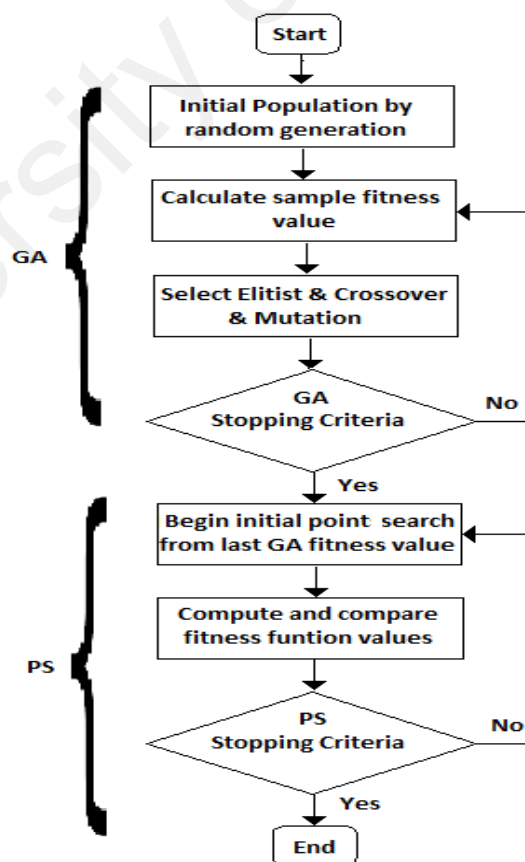 Start
Initial Population by
random generation
Calculate sample fitness
value
GA
Select Elitist & Crossover
& Mutation
GA
Stopping Criteria
No
Yes
Begin initial point search
from last GA fitness value
Compute and compare
fitness funtion values
PS
PS
Stopping Criteria
No
Yes
End